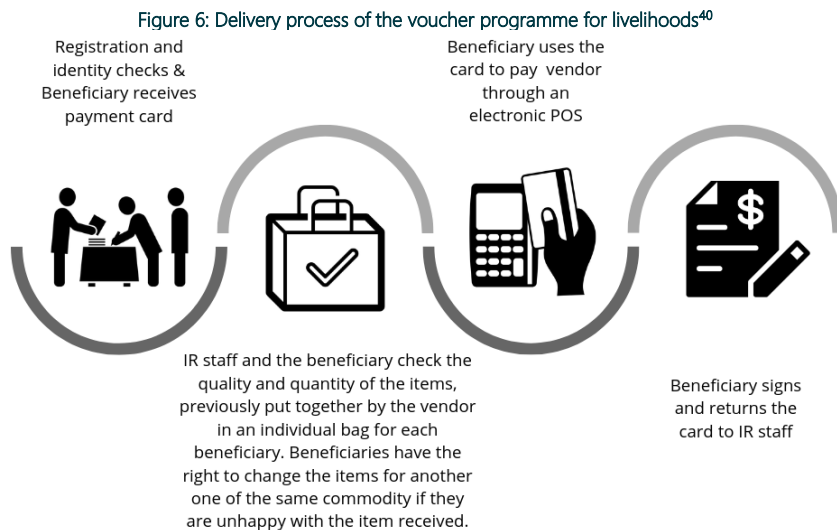 Figure 6: Delivery process of the voucher programme for livelihoods40
Registration and
identity checks &
Beneficiary receives
payment card
IR staff and the beneficiary check the
quality and quantity of the items,
previously put together by the vendor
in an individual bag for each
beneficiary. Beneficiaries have the
right to change the items for another
one of the same commodity if they
are unhappy with the item received.
Beneficiary uses the
card to pay vendor
through an
electronic POS
$
Beneficiary signs
and returns the
card to IR staff